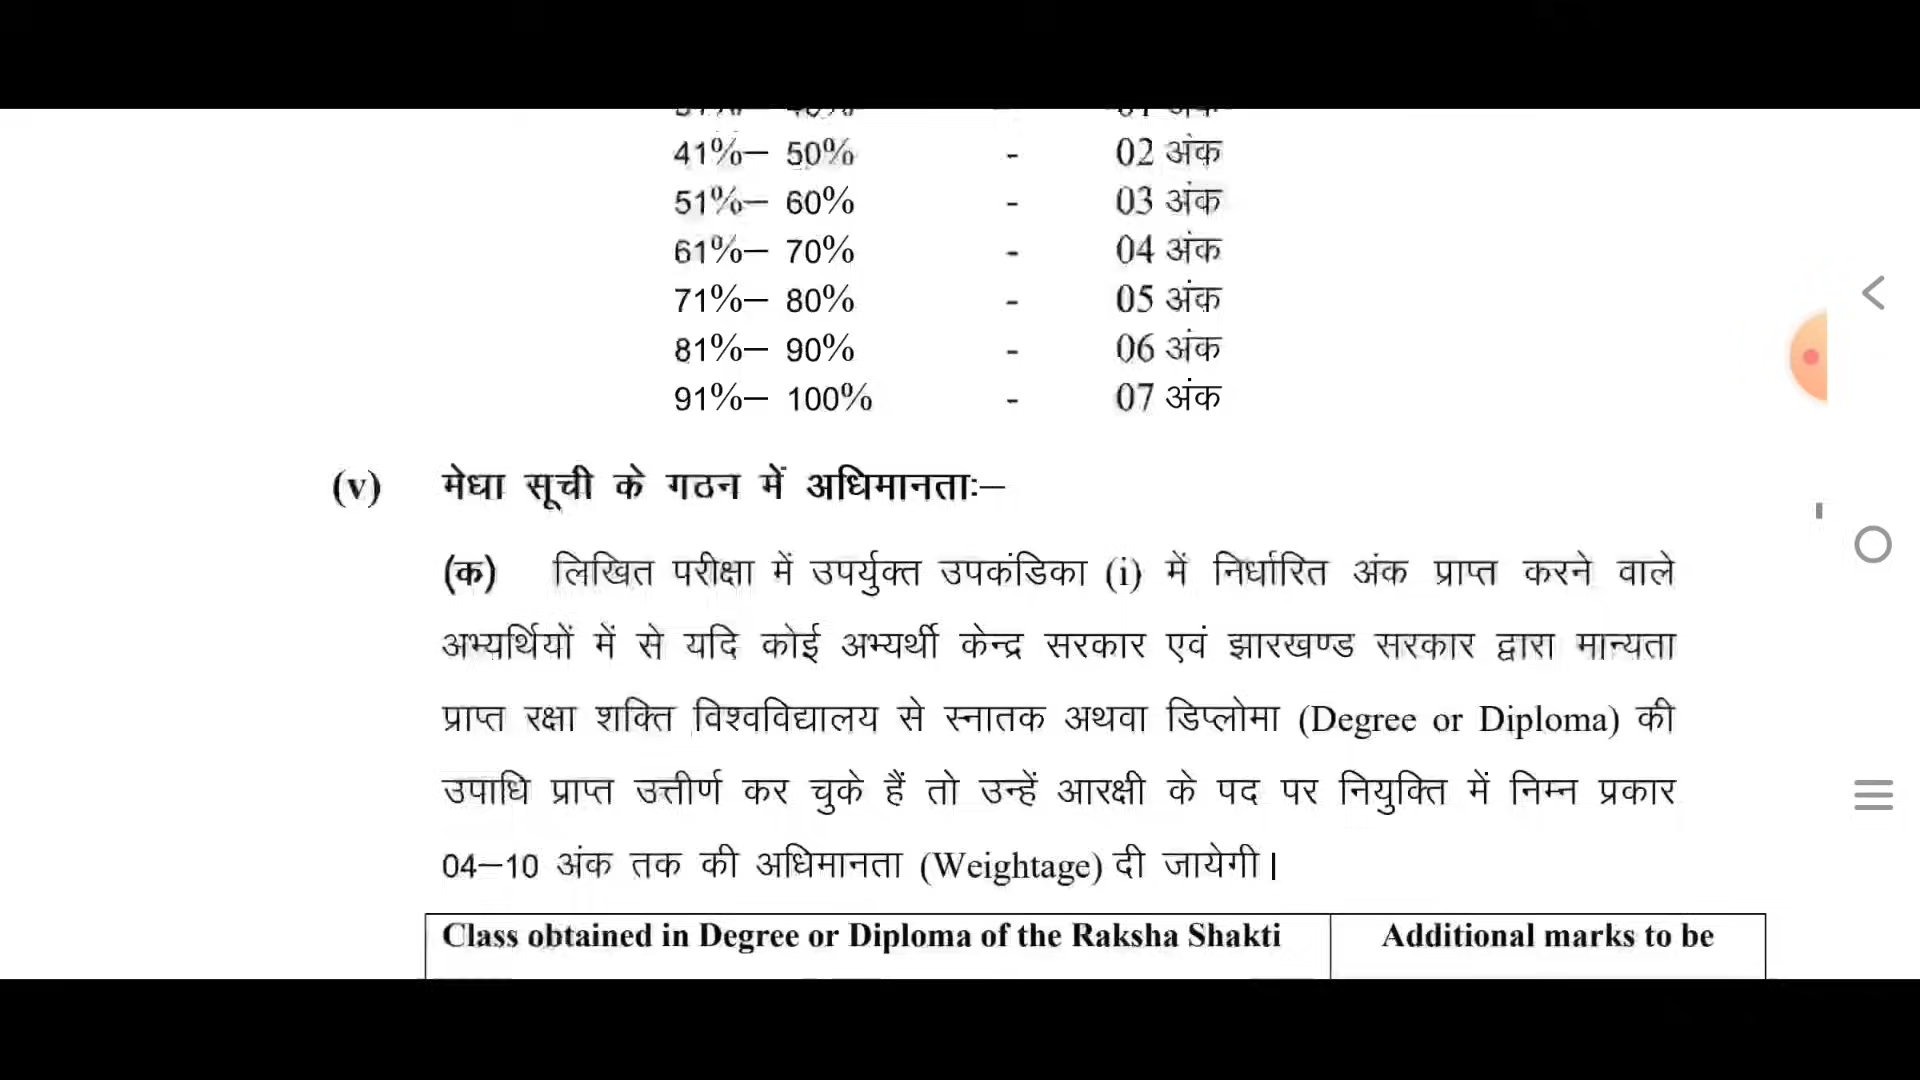 41%– 50% - 02 अंक
51%– 60% - 03 अंक
61%– 70% - 04 अंक
71%– 80% - 05 अंक
81%– 90% - 06 अंक
91%– 100% - 07 अंक
(v) मेधा सूची के गठन में अधिमानताः–
(क) लिखित परीक्षा में उपर्युक्त उपकंडिका (i) में निर्धारित अंक प्राप्त करने वाले
अभ्यर्थियों में से यदि कोई अभ्यर्थी केन्द्र सरकार एवं झारखण्ड सरकार द्वारा मान्यता
प्राप्त रक्षा शक्ति विश्वविद्यालय से स्नातक अथवा डिप्लोमा (Degree or Diploma) की
उपाधि प्राप्त उत्तीर्ण कर चुके हैं तो उन्हें आरक्षी के पद पर नियुक्ति में निम्न प्रकार
04–10 अंक तक की अधिमानता (Weightage) दी जायेगी।
Class obtained in Degree or Diploma of the Raksha Shakti Additional marks to be